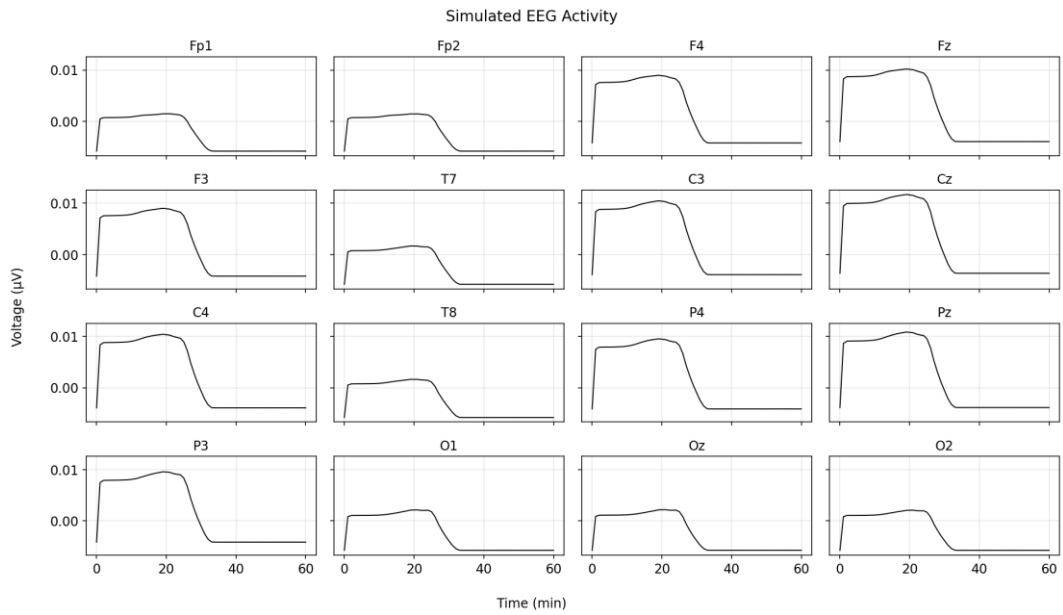 Simulated EEG Activity
Fp1 Fp2 F4 Fz
0.01
0.00
F3 T7 C3 Cz
0.01
0.00
C4 T8 P4 Pz
0.01
0.00
P3 O1 Oz O2
0.01
0.00
0 20 40 60 0 20 40 60 0 20 40 60 0 20 40 60
Voltage (μV)
Time (min)